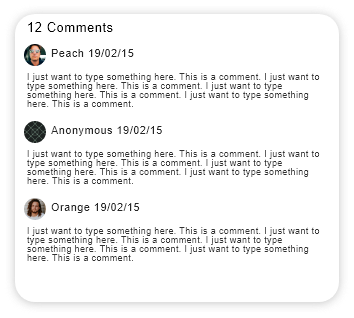 12 Comments
Peach 19/02/15
I just want to type something here. This is a comment. I just want to
type something here. This is a comment. I just want to type
something here. This is a comment. I just want to type something
here. This is a comment.
Anonymous 19/02/15
I just want to type something here. This is a comment. I just want to
type something here. This is a comment. I just want to type
something here. This is a comment. I just want to type something
here. This is a comment.
Orange 19/02/15
I just want to type something here. This is a comment. I just want to
type something here. This is a comment. I just want to type
something here. This is a comment. I just want to type something
here. This is a comment.